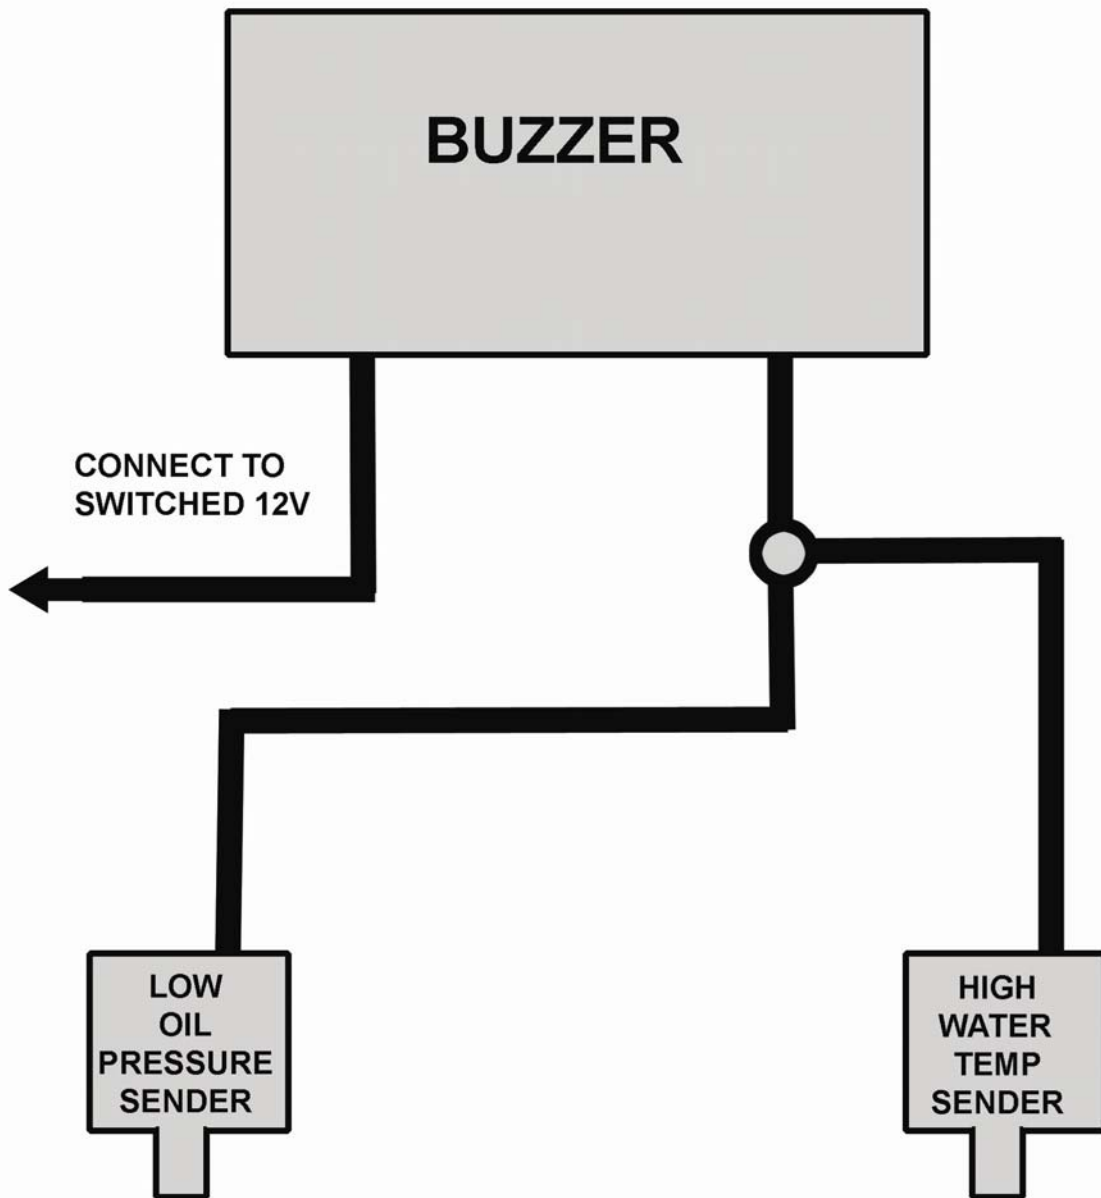 BUZZER
CONNECT TO
SWITCHED 12V
LOW
OIL
PRESSURE
SENDER
HIGH
WATER
TEMP
SENDER